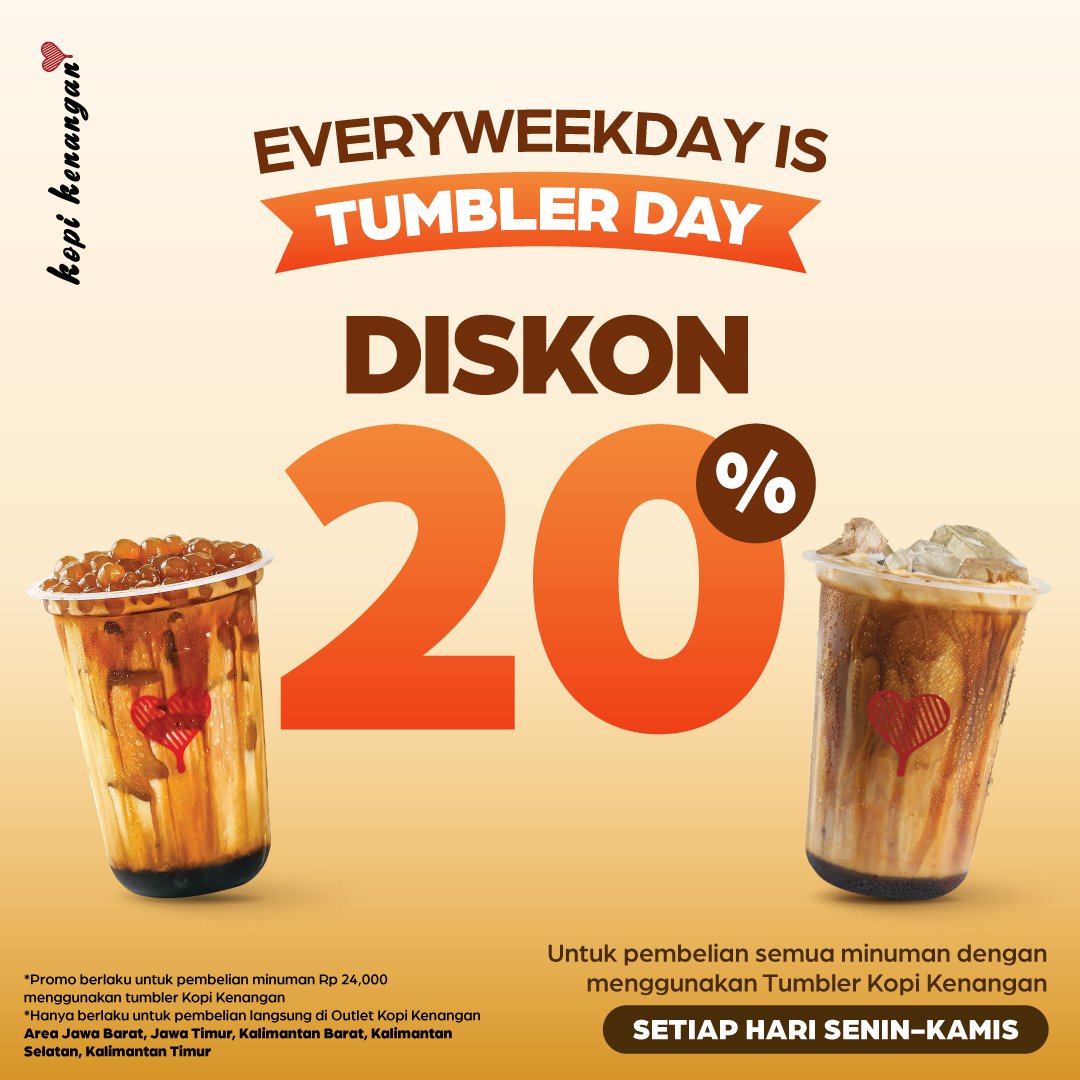 kopi kenangan
EVERYWEEKDAY IS
TUMBLER DAY
DISKON
20%
*Promo berlaku untuk pembelian minuman Rp 24,000
menggunakan tumbler Kopi Kenangan
*Hanya berlaku untuk pembelian langsung di Outlet Kopi Kenangan
Area Jawa Barat, Jawa Timur, Kalimantan Barat, Kalimantan
Selatan, Kalimantan Timur
Untuk pembelian semua minuman dengan
menggunakan Tumbler Kopi Kenangan
SETIAP HARI SENIN–KAMIS